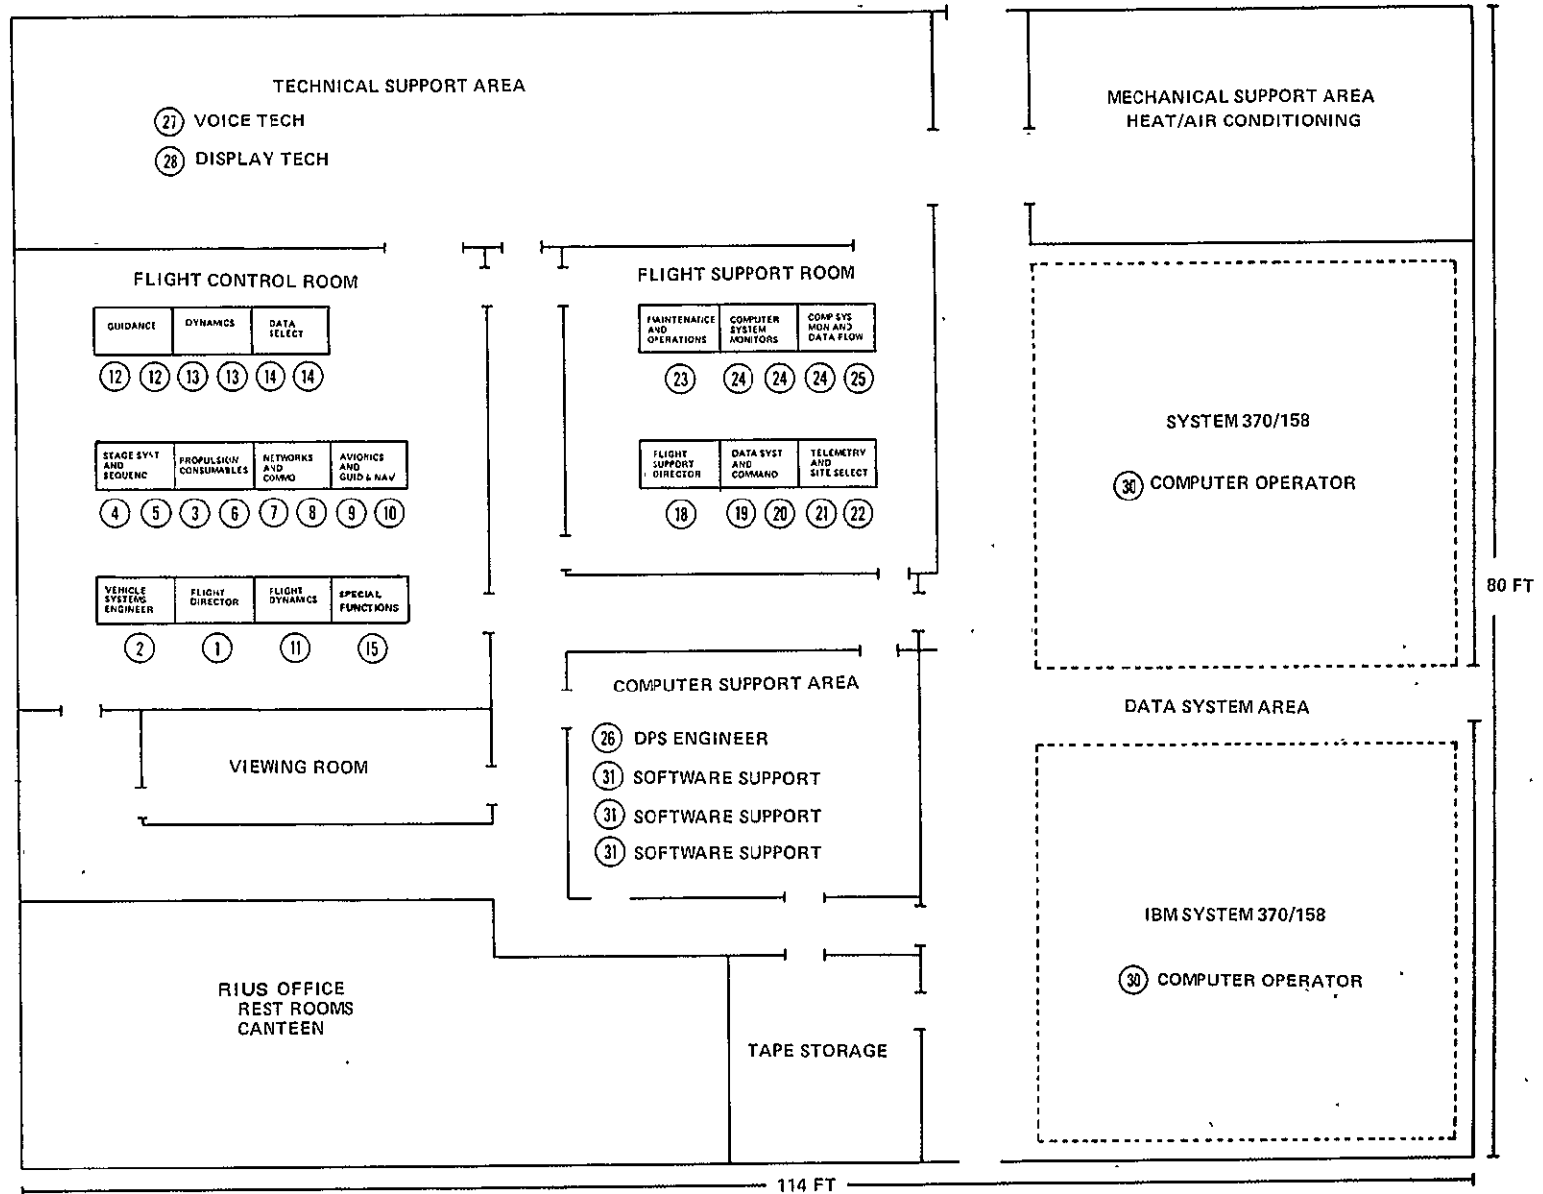 TECHNICAL SUPPORT AREA
27 VOICE TECH
28 DISPLAY TECH
MECHANICAL SUPPORT AREA
HEAT/AIR CONDITIONING
FLIGHT CONTROL ROOM
GUIDANCE
DYNAMICS
DATA
SELECT
12 12 13 13 14 14
STAGE SYST
AND
SEQUENC
PROPULSION
CONSUMABLES
NETWORKS
AND
COMMO
AVIONICS
AND
GUID & NAV
4 5 3 6 7 8 9 10
VEHICLE
SYSTEMS
ENGINEER
FLIGHT
DIRECTOR
FLIGHT
DYNAMICS
SPECIAL
FUNCTIONS
2 1 11 15
FLIGHT SUPPORT ROOM
MAINTENANCE
AND
OPERATIONS
COMPUTER
SYSTEM
MONITORS
COMP SYS
MON AND
DATA FLOW
23 24 24 24 25
FLIGHT
SUPPORT
DIRECTOR
DATA SYST
AND
COMMAND
TELEMETRY
AND
SITE SELECT
18 19 20 21 22
SYSTEM 370/158
30 COMPUTER OPERATOR
80 FT
DATA SYSTEM AREA
VIEWING ROOM
COMPUTER SUPPORT AREA
26 DPS ENGINEER
31 SOFTWARE SUPPORT
31 SOFTWARE SUPPORT
31 SOFTWARE SUPPORT
IBM SYSTEM 370/158
30 COMPUTER OPERATOR
RIUS OFFICE
REST ROOMS
CANTEEN
TAPE STORAGE
114 FT